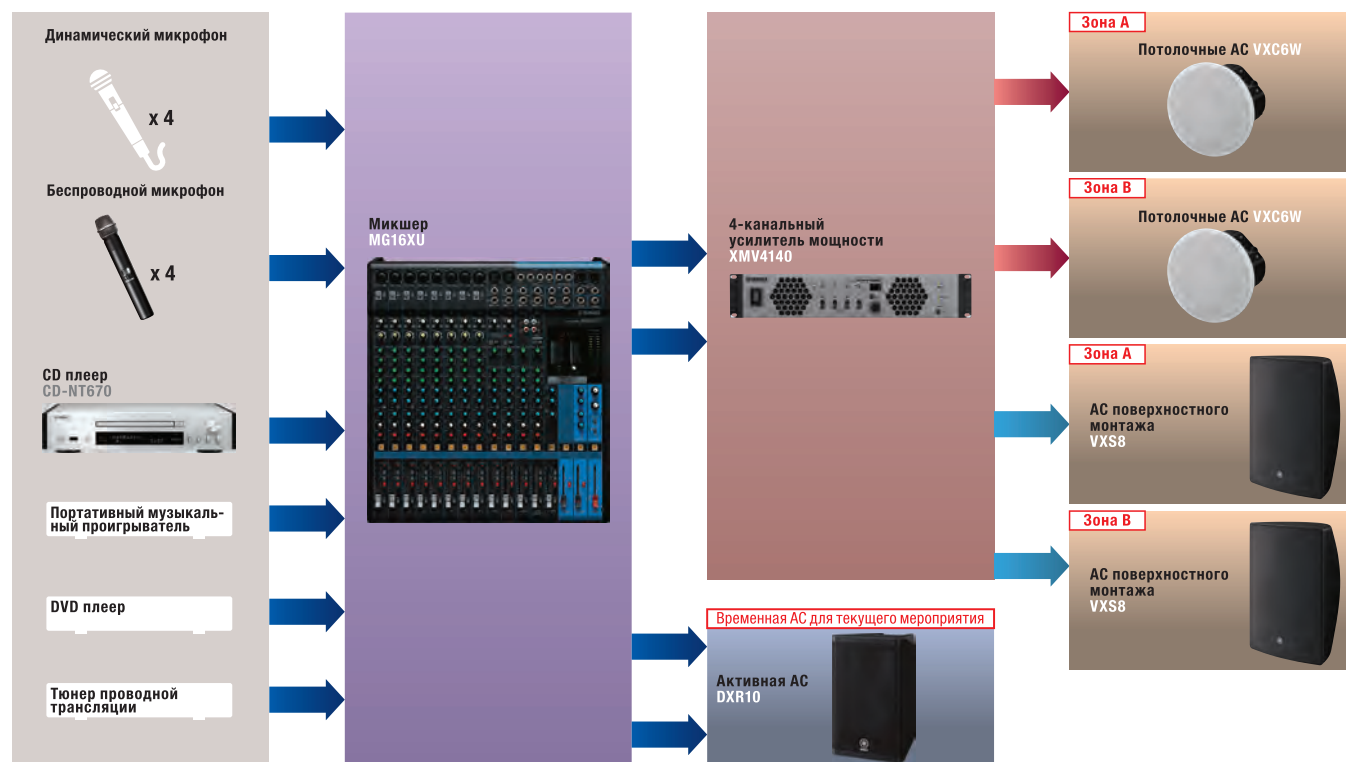 Динамический микрофон
x 4
Беспроводной микрофон
x 4
CD плеер
CD-NT670
Портативный музыкаль-
ный проигрыватель
DVD плеер
Тюнер проводной
трансляции
Микшер
MG16XU
4-канальный
усилитель мощности
XMV4140
Временная АС для текущего мероприятия
Активная АС
DXR10
Зона A
Потолочные АС VXC6W
Зона B
Потолочные АС VXC6W
Зона A
АС поверхностного
монтажа
VXS8
Зона B
АС поверхностного
монтажа
VXS8